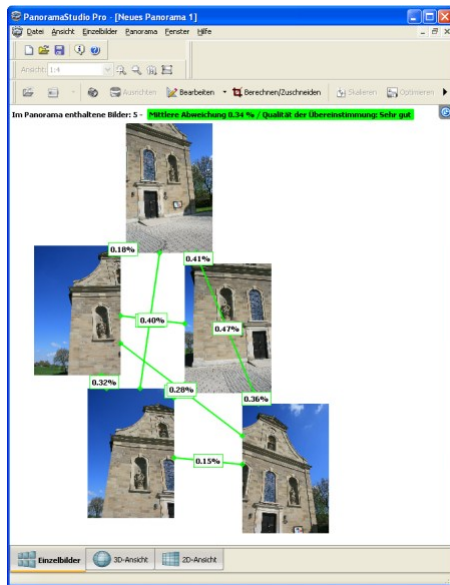 PanoramaStudio Pro - [Neues Panorama 1]
Datei Ansicht Einzelbilder Panorama Fenster Hilfe
Ansicht: 1:4
Ausrichten Bearbeiten Berechnen/Zuschneiden Skalieren Optimieren
Im Panorama enthaltene Bilder: 5 - Mittlere Abweichung 0.34 % / Qualität der Übereinstimmung: Sehr gut
0.18% 0.41%
0.40% 0.47%
0.32% 0.28% 0.36%
0.15%
Einzelbilder 3D-Ansicht 2D-Ansicht